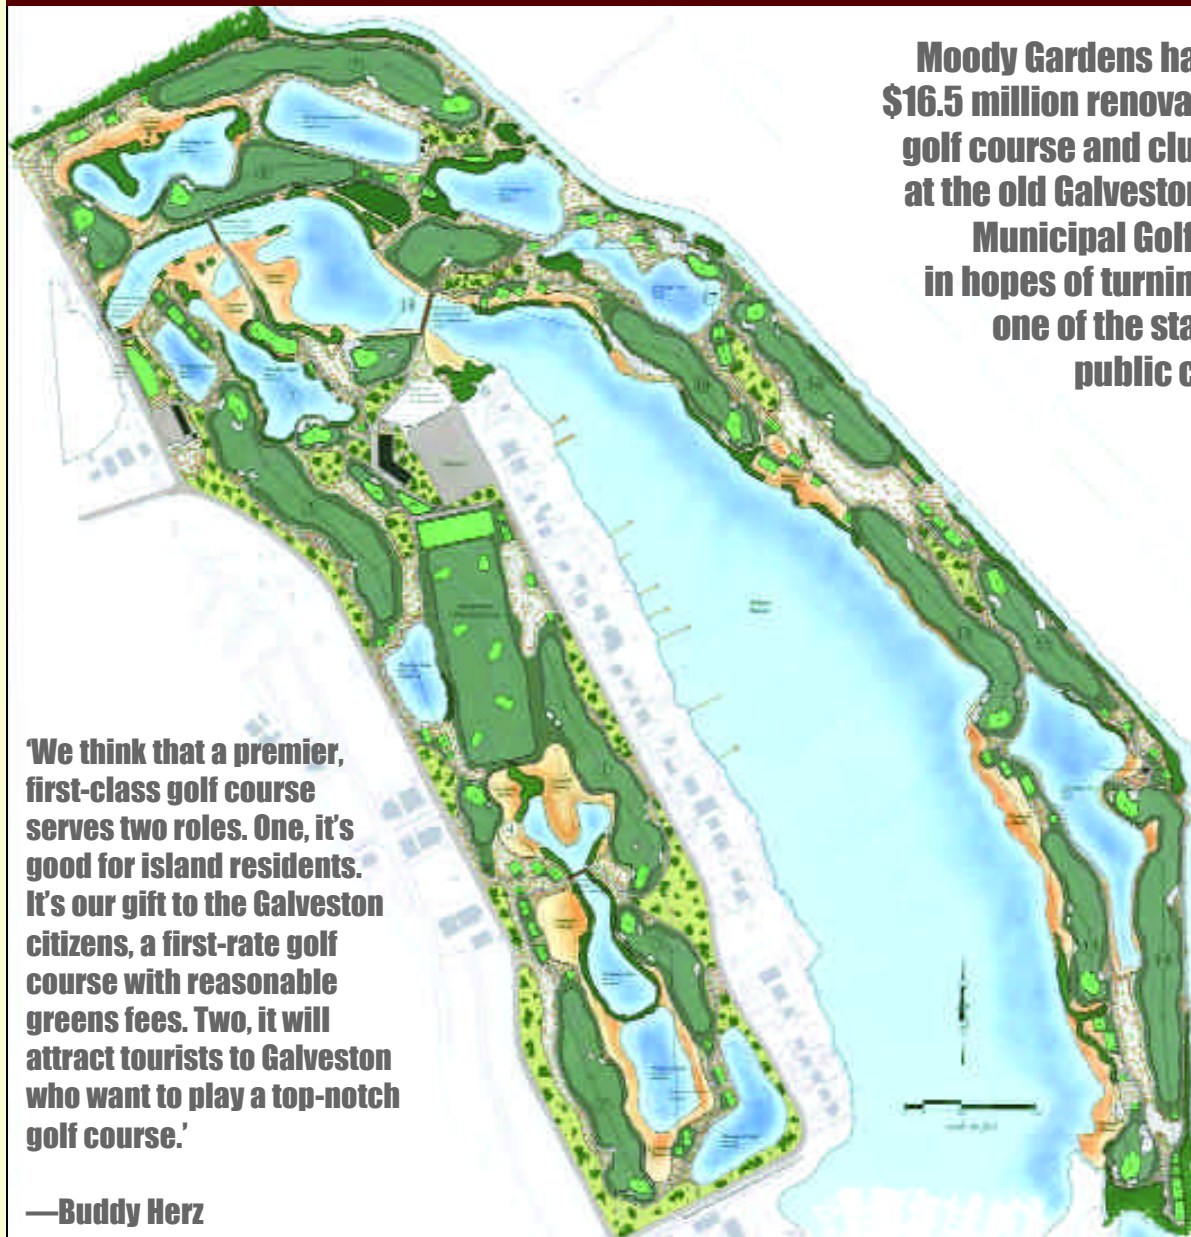 Moody Gardens ha
$16.5 million renova
golf course and clu
at the old Galveston
Municipal Golf
in hopes of turnin
one of the sta
public c
‘We think that a premier,
first-class golf course
serves two roles. One, it’s
good for island residents.
It’s our gift to the Galveston
citizens, a first-rate golf
course with reasonable
greens fees. Two, it will
attract tourists to Galveston
who want to play a top-notch
golf course.’
—Buddy Herz